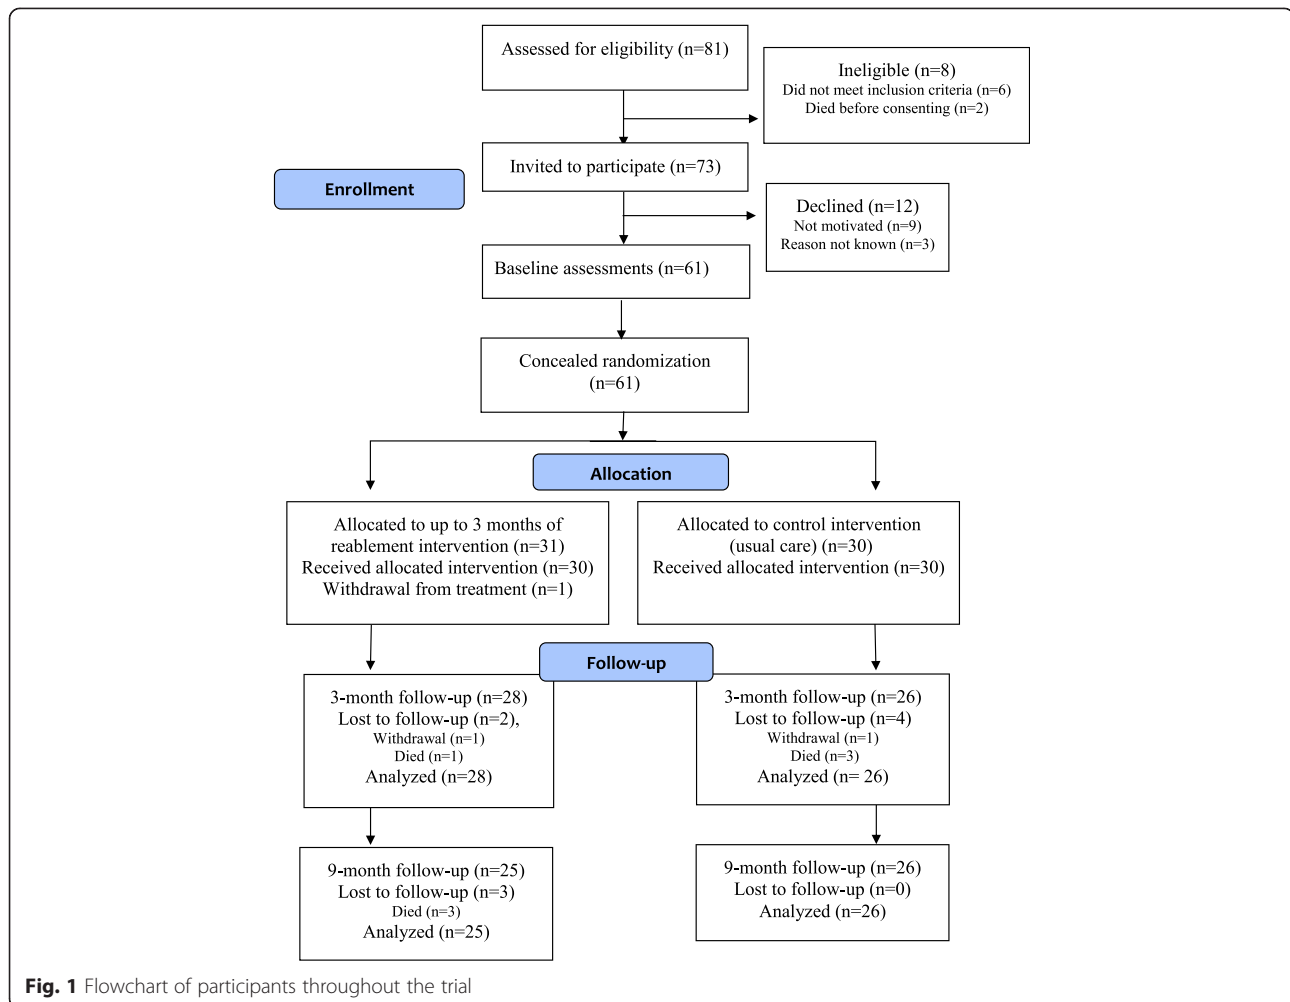 Assessed for eligibility (n=81)
Ineligible (n=8)
Did not meet inclusion criteria (n=6)
Died before consenting (n=2)
Invited to participate (n=73)
Enrollment
Declined (n=12)
Not motivated (n=9)
Reason not known (n=3)
Baseline assessments (n=61)
Concealed randomization
(n=61)
Allocation
Allocated to up to 3 months of
reablement intervention (n=31)
Received allocated intervention (n=30)
Withdrawal from treatment (n=1)
Allocated to control intervention
(usual care) (n=30)
Received allocated intervention (n=30)
Follow-up
3-month follow-up (n=28)
Lost to follow-up (n=2),
Withdrawal (n=1)
Died (n=1)
Analyzed (n=28)
3-month follow-up (n=26)
Lost to follow-up (n=4)
Withdrawal (n=1)
Died (n=3)
Analyzed (n= 26)
9-month follow-up (n=25)
Lost to follow-up (n=3)
Died (n=3)
Analyzed (n=25)
9-month follow-up (n=26)
Lost to follow-up (n=0)
Analyzed (n=26)
Fig. 1 Flowchart of participants throughout the trial